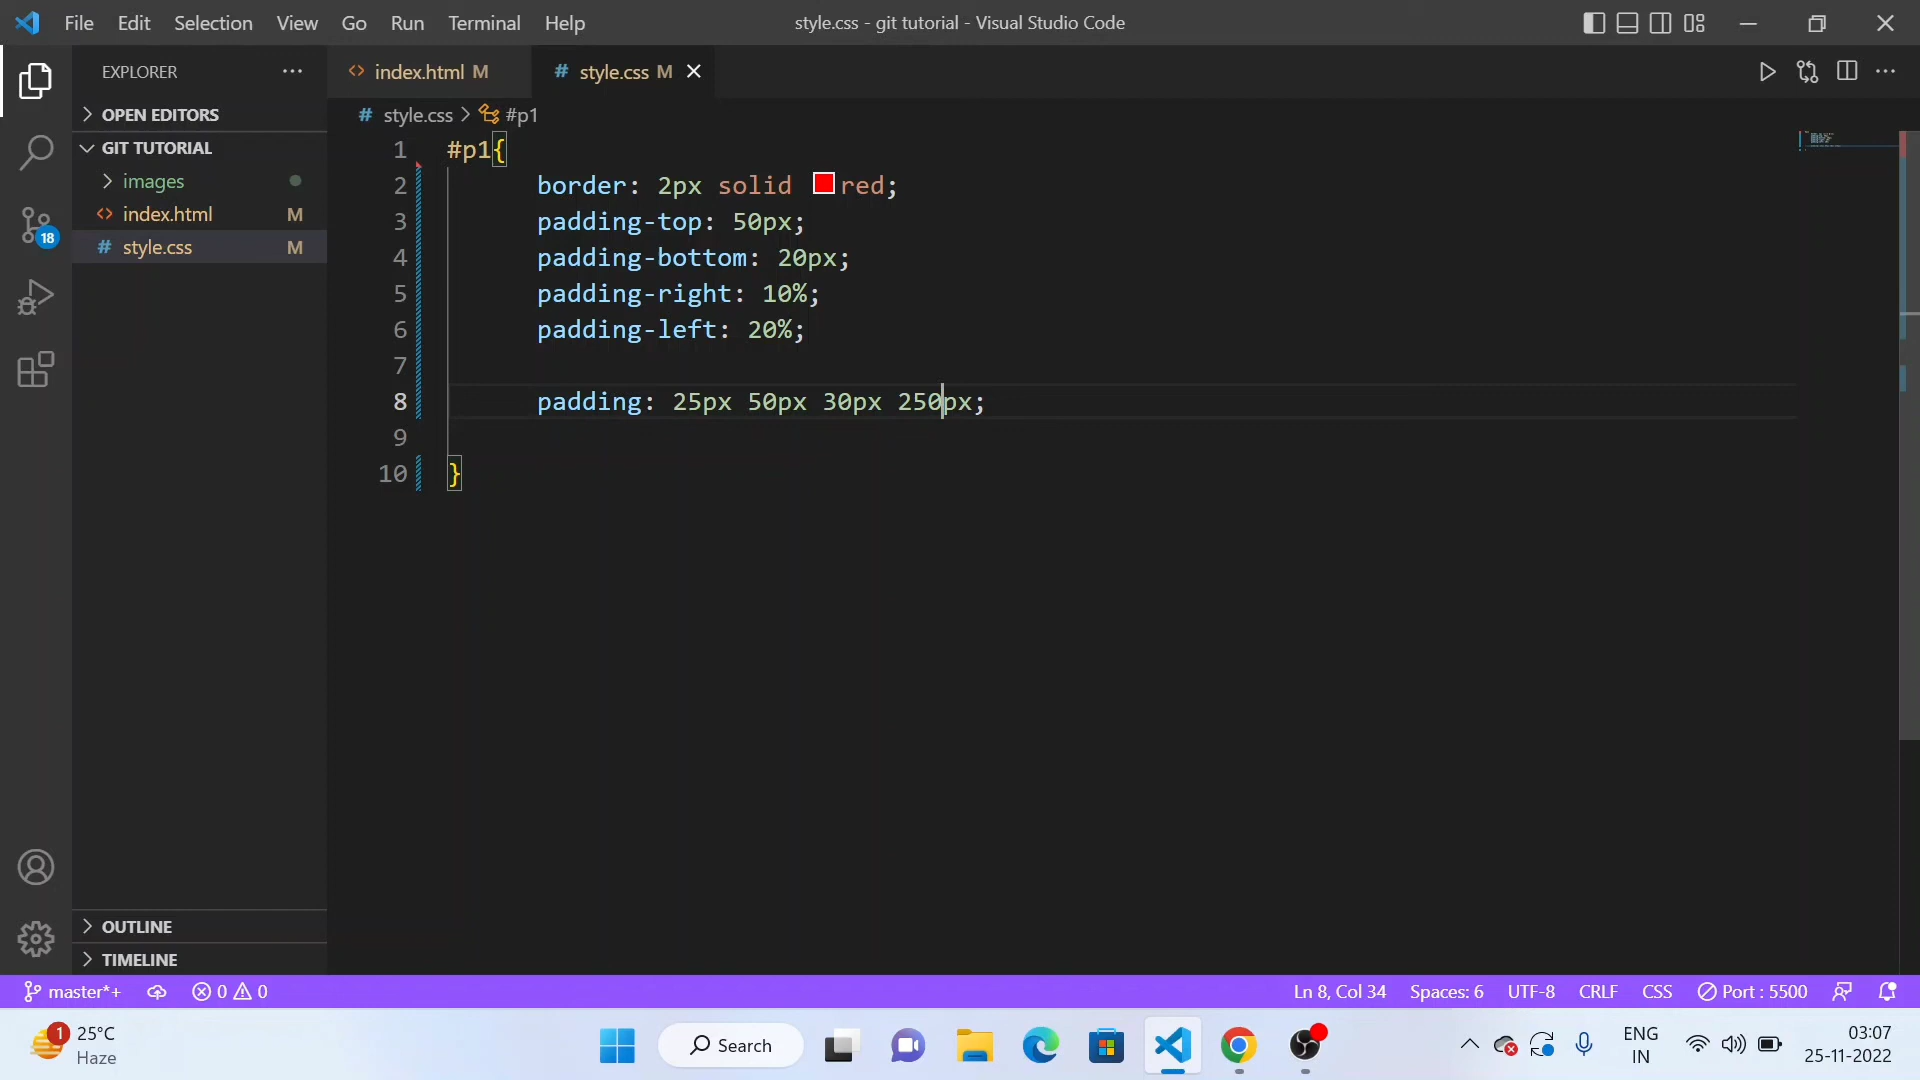 File Edit Selection View Go Run Terminal Help
style.css - git tutorial - Visual Studio Code
EXPLORER
index.html M
style.css M
OPEN EDITORS
style.css > #p1
GIT TUTORIAL
images
index.html M
style.css M
1 #p1{
2 border: 2px solid red;
3 padding-top: 50px;
4 padding-bottom: 20px;
5 padding-right: 10%;
6 padding-left: 20%;
7
8 padding: 25px 50px 30px 250px;
9
10 }
18
OUTLINE
TIMELINE
master*+ 0 0
Ln 8, Col 34 Spaces: 6 UTF-8 CRLF CSS Port : 5500
1 25°C
Haze
Search
ENG
IN
03:07
25-11-2022